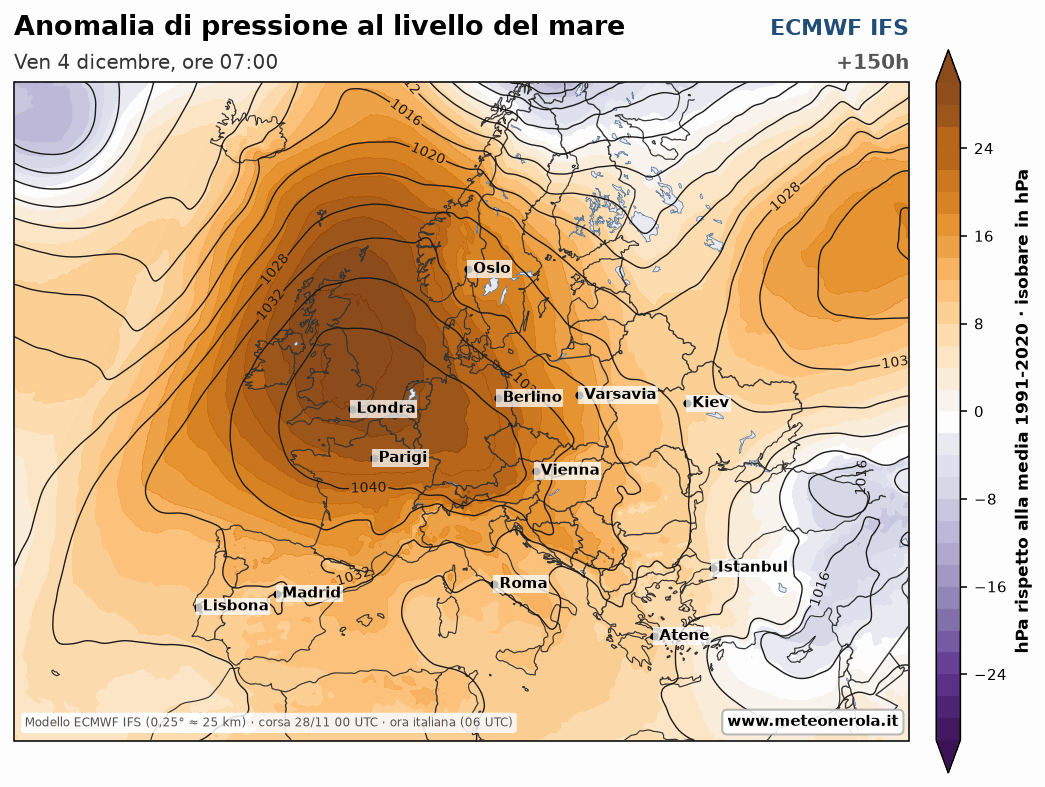 Anomalia di pressione al livello del mare
ECMWF IFS
Ven 4 dicembre, ore 07:00
+150h
1016
1020
1028
1028
1032
103
Oslo
Berlino
Varsavia
Kiev
Londra
Parigi
Vienna
1040
1016
1016
1032
Madrid
Lisbona
Roma
Istanbul
Atene
Modello ECMWF IFS (0,25° ≈ 25 km) · corsa 28/11 00 UTC · ora italiana (06 UTC)
www.meteonerola.it
24
16
8
0
−8
−16
−24
hPa rispetto alla media 1991-2020 · isobare in hPa